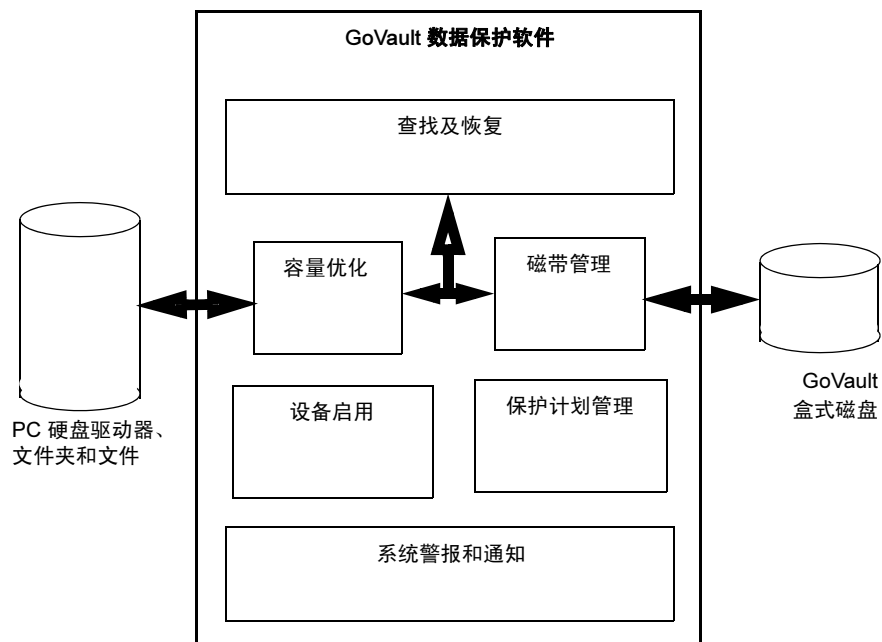 GoVault 数据保护软件
查找及恢复
容量优化
磁带管理
设备启用
保护计划管理
系统警报和通知
PC 硬盘驱动器、
文件夹和文件
GoVault
盒式磁盘